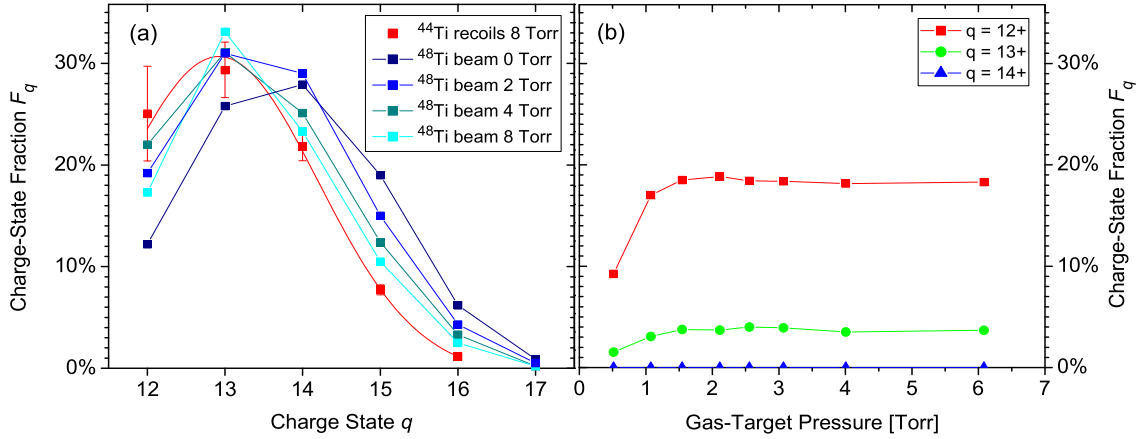 (a)
⁴⁴Ti recoils 8 Torr
⁴⁸Ti beam 0 Torr
⁴⁸Ti beam 2 Torr
⁴⁸Ti beam 4 Torr
⁴⁸Ti beam 8 Torr
Charge-State Fraction F_q
30%
20%
10%
0%
12 13 14 15 16 17
Charge State q
(b)
q = 12+
q = 13+
q = 14+
30%
20%
10%
0%
Charge-State Fraction F_q
0 1 2 3 4 5 6 7
Gas-Target Pressure [Torr]